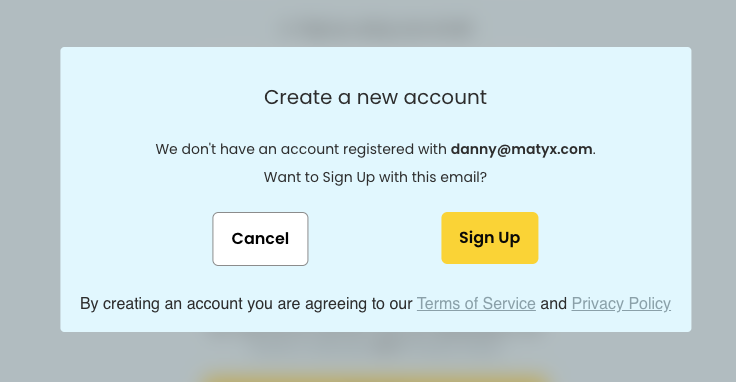 Create a new account
We don't have an account registered with danny@matyx.com.
Want to Sign Up with this email?
Cancel
Sign Up
By creating an account you are agreeing to our Terms of Service and Privacy Policy